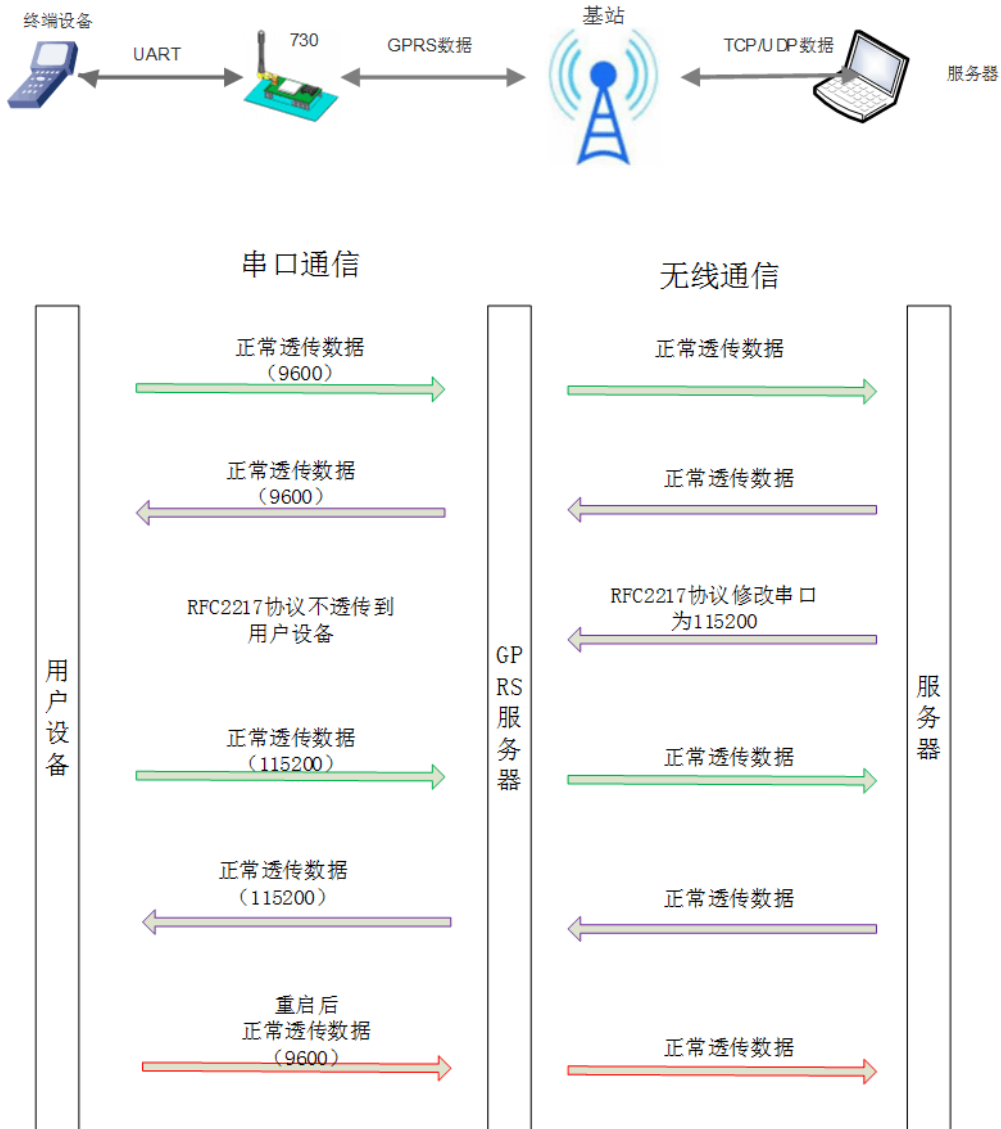 终端设备
UART
730
GPRS数据
基站
TCP/UDP数据
服务器
串口通信
无线通信
正常透传数据
（9600）
正常透传数据
正常透传数据
（9600）
正常透传数据
RFC2217协议不透传到
用户设备
RFC2217协议修改串口
为115200
用
户
设
备
GP
RS
服
务
器
服
务
器
正常透传数据
（115200）
正常透传数据
正常透传数据
（115200）
正常透传数据
重启后
正常透传数据
（9600）
正常透传数据